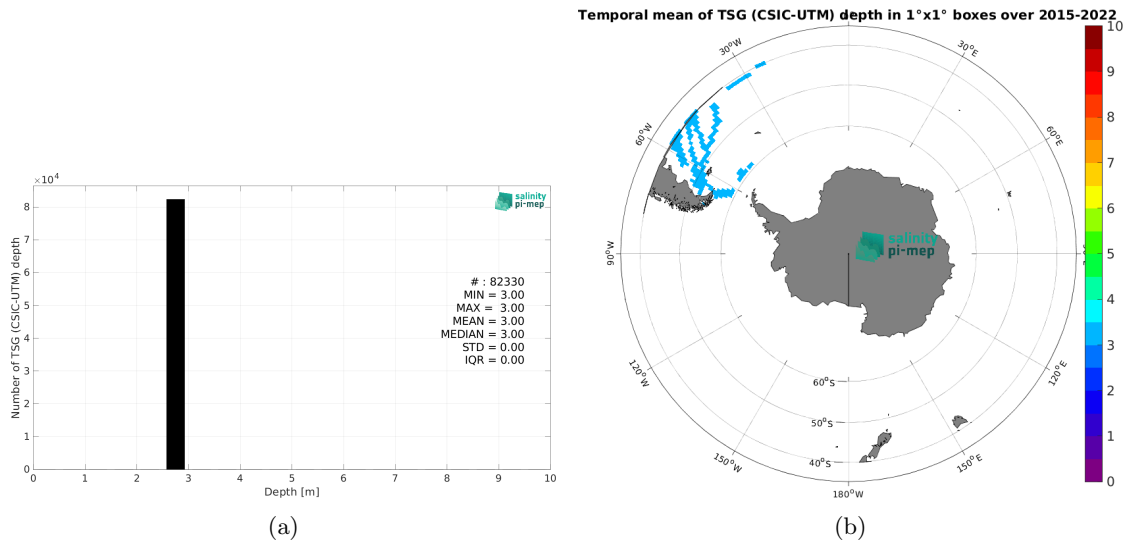 Temporal mean of TSG (CSIC-UTM) depth in 1°x1° boxes over 2015-2022
×10⁴
8
7
6
5
4
3
2
1
0
Number of TSG (CSIC-UTM) depth
salinity
pi-mep
# : 82330
MIN = 3.00
MAX = 3.00
MEAN = 3.00
MEDIAN = 3.00
STD = 0.00
IQR = 0.00
0 1 2 3 4 5 6 7 8 9 10
Depth [m]
(a)
30°W
30°E
60°W
60°E
90°W
salinity
pi-mep
120°W
120°E
60°S
50°S
40°S
150°W
150°E
180°W
10
9
8
7
6
5
4
3
2
1
0
(b)